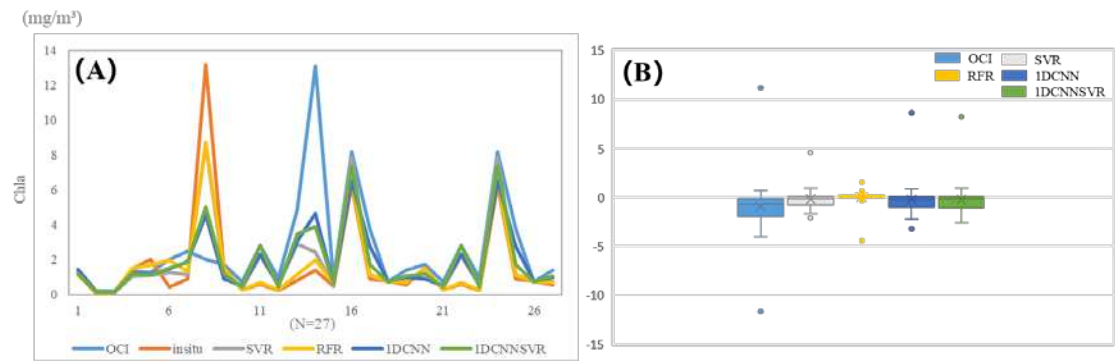 (mg/m³)
(A)
14
12
10
8
6
4
2
0
Chla
1
6
11
16
21
26
(N=27)
OCI
insitu
SVR
RFR
1DCNN
1DCNNSVR
(B)
15
10
5
0
-5
-10
-15
OCI
SVR
RFR
1DCNN
1DCNNSVR